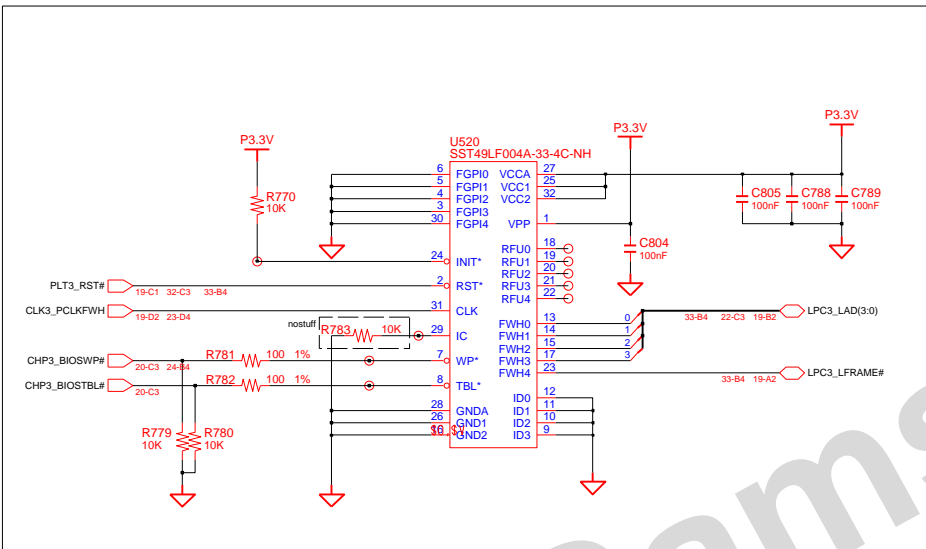 P3.3V
P3.3V
P3.3V
U520
SST49LF004A-33-4C-NH
R770
10K
6 FGPI0
5 FGPI1
4 FGPI2
3 FGPI3
30 FGPI4
24 INIT*
2 RST*
31 CLK
29 IC
7 WP*
8 TBL*
28 GNDA
26 GND1
GND2
VCCA 27
VCC1 25
VCC2 32
VPP 1
RFU0 18
RFU1 19
RFU2 20
RFU3 21
RFU4 22
FWH0 13
FWH1 14
FWH2 15
FWH3 17
FWH4 23
ID0 12
ID1 11
ID2 10
ID3 9
C805
100nF
C788
100nF
C789
100nF
C804
100nF
0
1
2
3
PLT3_RST#
19-C1 32-C3 33-B4
CLK3_PCLKFWH
19-D2 23-D4
nostuff
R783 10K
CHP3_BIOSWP#
20-C3 24-B4
R781 100 1%
CHP3_BIOSTBL#
20-C3
R782 100 1%
R779
10K
R780
10K
LPC3_LAD(3:0)
33-B4 22-C3 19-B2
LPC3_LFRAME#
33-B4 19-A2